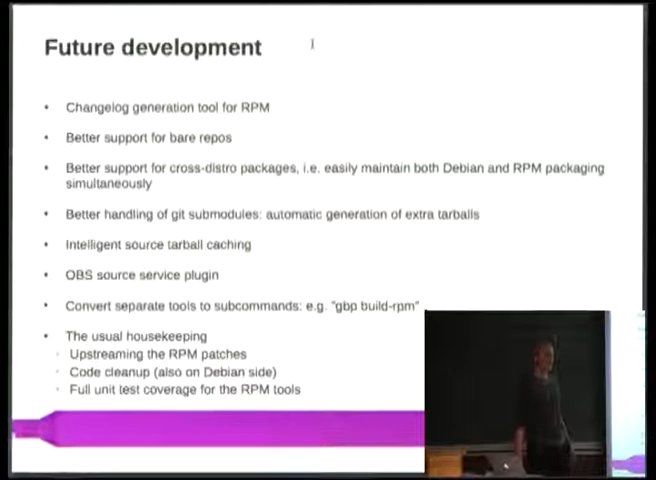 Future development
• Changelog generation tool for RPM
• Better support for bare repos
• Better support for cross-distro packages, i.e. easily maintain both Debian and RPM packaging
simultaneously
• Better handling of git submodules: automatic generation of extra tarballs
• Intelligent source tarball caching
• OBS source service plugin
• Convert separate tools to subcommands: e.g. "gbp build-rpm"
• The usual housekeeping
◦ Upstreaming the RPM patches
◦ Code cleanup (also on Debian side)
◦ Full unit test coverage for the RPM tools